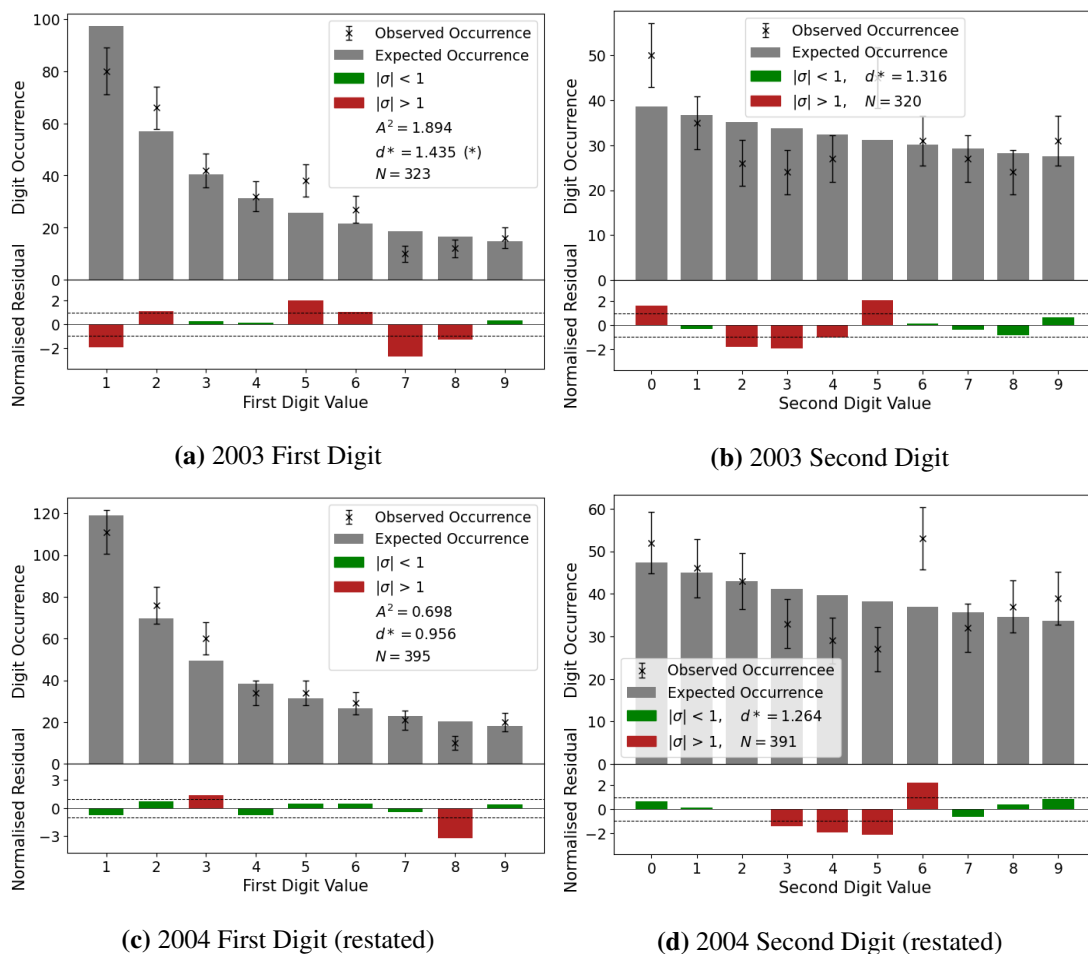 Observed Occurrence
Expected Occurrence
|σ| < 1
|σ| > 1
A² = 1.894
d* = 1.435 (*)
N = 323
Digit Occurrence
Normalised Residual
100
80
60
40
20
0
2
0
−2
1 2 3 4 5 6 7 8 9
First Digit Value
(a) 2003 First Digit
Observed Occurrencee
Expected Occurrence
|σ| < 1, d* = 1.316
|σ| > 1, N = 320
Digit Occurrence
Normalised Residual
50
40
30
20
10
0
2
0
−2
0 1 2 3 4 5 6 7 8 9
Second Digit Value
(b) 2003 Second Digit
Observed Occurrence
Expected Occurrence
|σ| < 1
|σ| > 1
A² = 0.698
d* = 0.956
N = 395
Digit Occurrence
Normalised Residual
120
100
80
60
40
20
0
3
0
−3
1 2 3 4 5 6 7 8 9
First Digit Value
(c) 2004 First Digit (restated)
Observed Occurrencee
Expected Occurrence
|σ| < 1, d* = 1.264
|σ| > 1, N = 391
Digit Occurrence
Normalised Residual
60
50
40
30
20
10
0
2
0
−2
0 1 2 3 4 5 6 7 8 9
Second Digit Value
(d) 2004 Second Digit (restated)